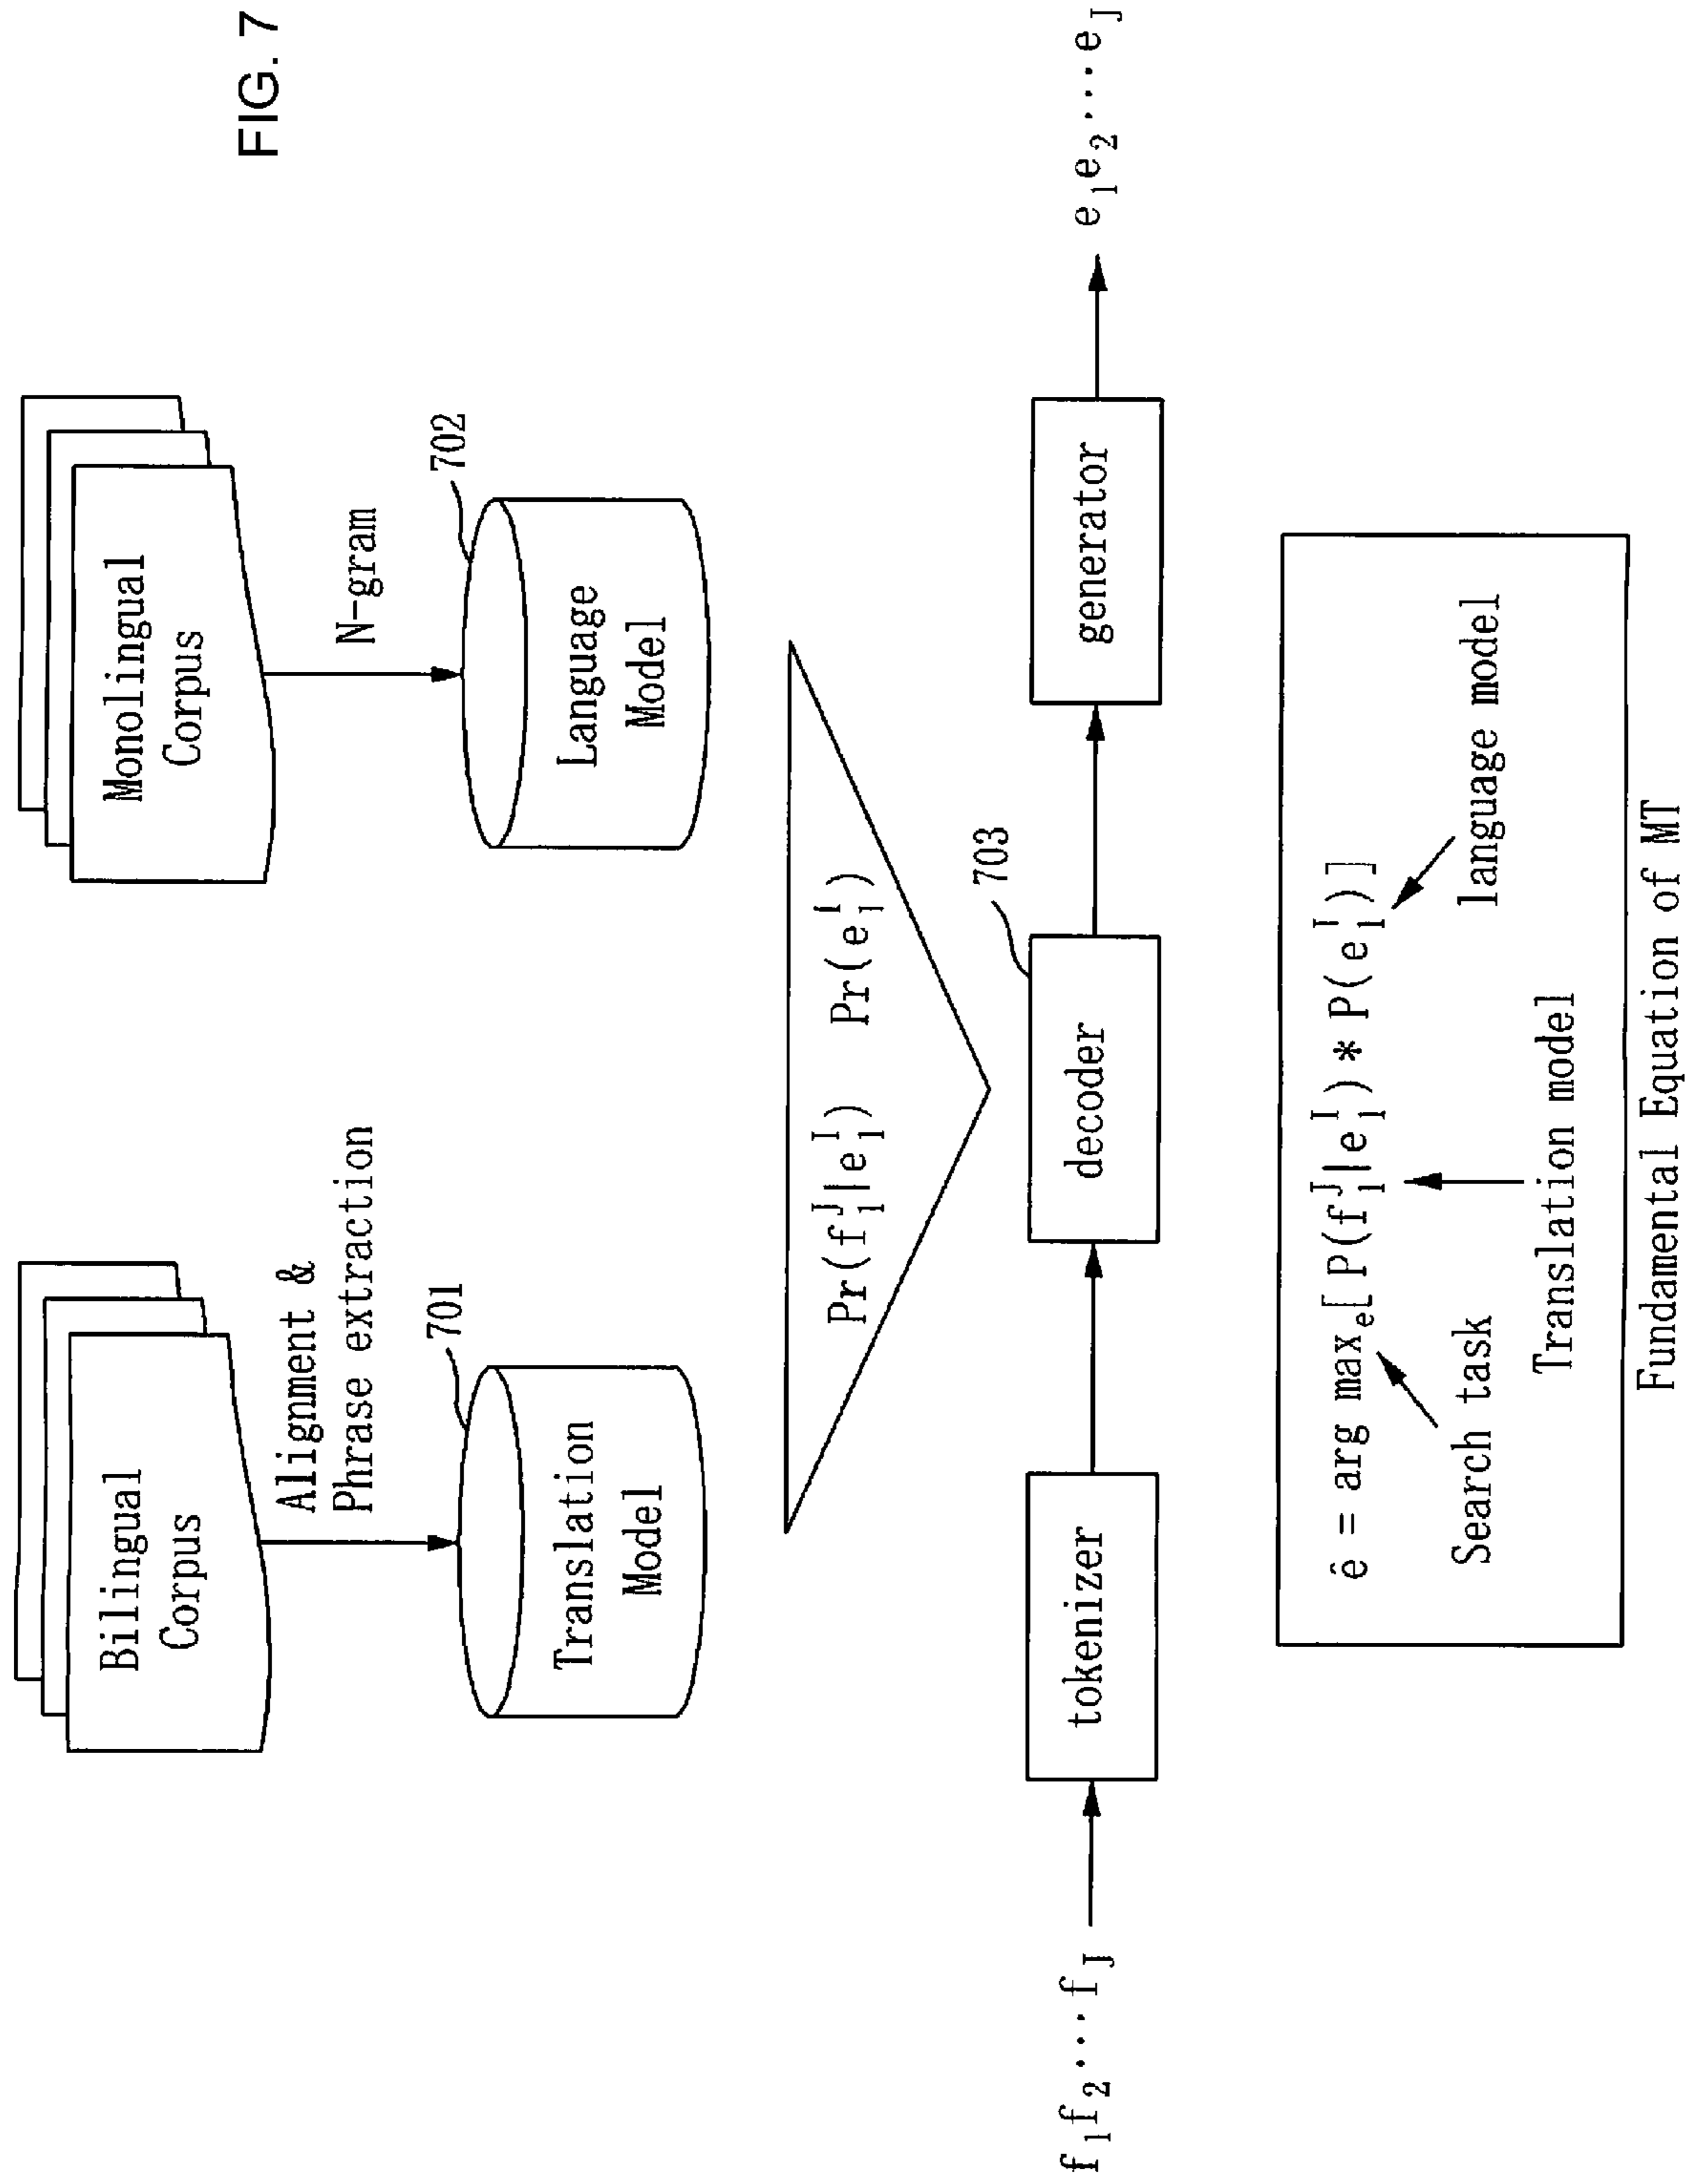 FIG. 7
Bilingual
Corpus
Monolingual
Corpus
Alignment &
Phrase extraction
N-gram
701
702
Translation
Model
Language
Model
Pr(f₁ᴶ|e₁ᴵ) Pr(e₁ᴵ)
703
f₁f₂···f_J
tokenizer
decoder
generator
e₁e₂···e_J
ê = arg maxₑ[P(f₁ᴶ|e₁ᴵ)*P(e₁ᴵ)]
Search task
language model
Translation model
Fundamental Equation of MT